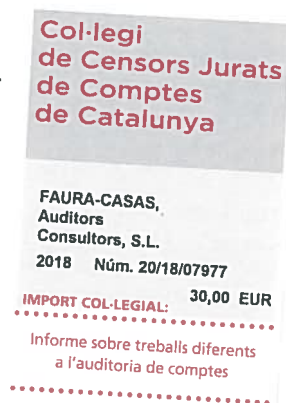 Col·legi
de Censors Jurats
de Comptes
de Catalunya
FAURA-CASAS,
Auditors
Consultors, S.L.
2018 Núm. 20/18/07977
IMPORT COL·LEGIAL: 30,00 EUR
Informe sobre treballs diferents
a l'auditoria de comptes